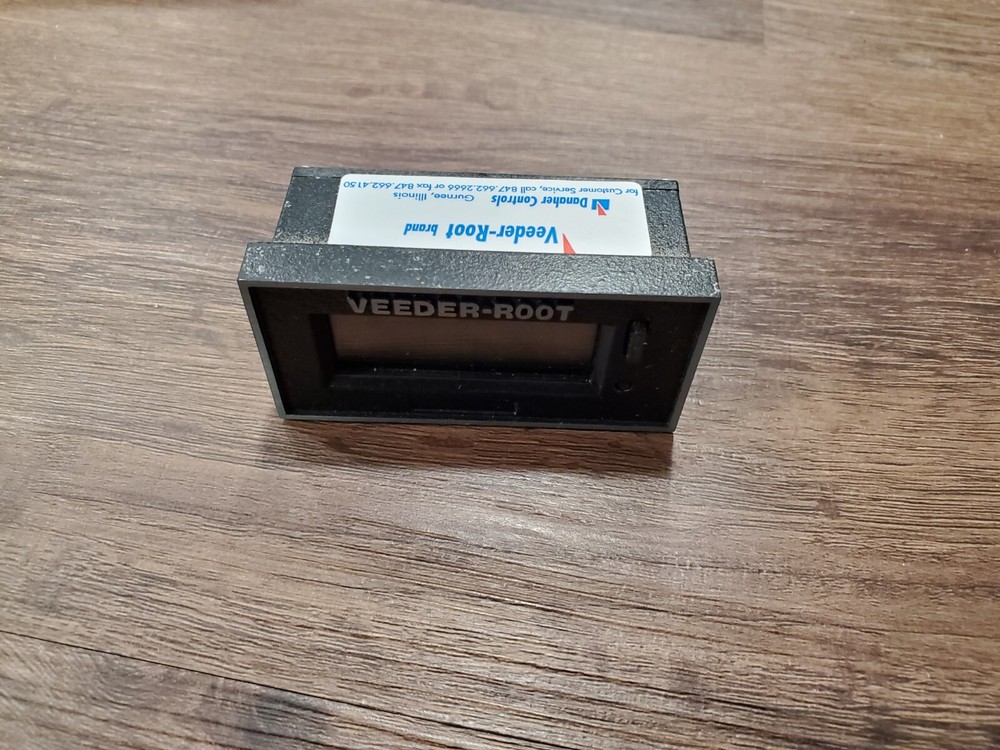 VEEDER-ROOT
Veeder-Root brand
Danaher Controls Gurnee, Illinois
for Customer Service, call 847.662.2666 or fax 847.662.4150